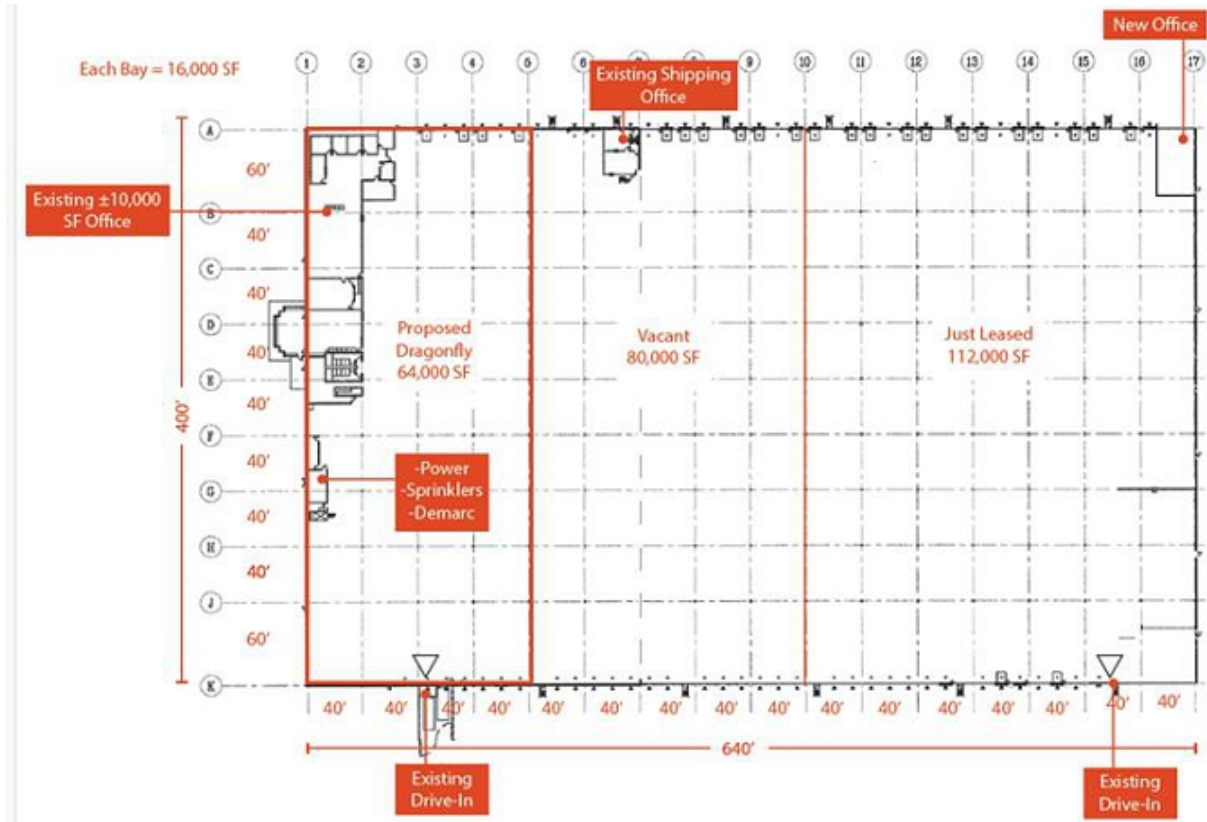 New Office
Each Bay = 16,000 SF
1 2 3 4 5 6 8 9 10 11 12 13 14 15 16 17
Existing Shipping
Office
A
60'
Existing ±10,000
SF Office
B
40'
C
40'
D
Proposed
Dragonfly
64,000 SF
Vacant
80,000 SF
Just Leased
112,000 SF
40'
E
40'
400'
F
40'
-Power
-Sprinklers
-Demarc
G
40'
H
40'
J
60'
K
40' 40' 40' 40' 40' 40' 40' 40' 40' 40' 40' 40' 40' 40' 40' 40'
640'
Existing
Drive-In
Existing
Drive-In